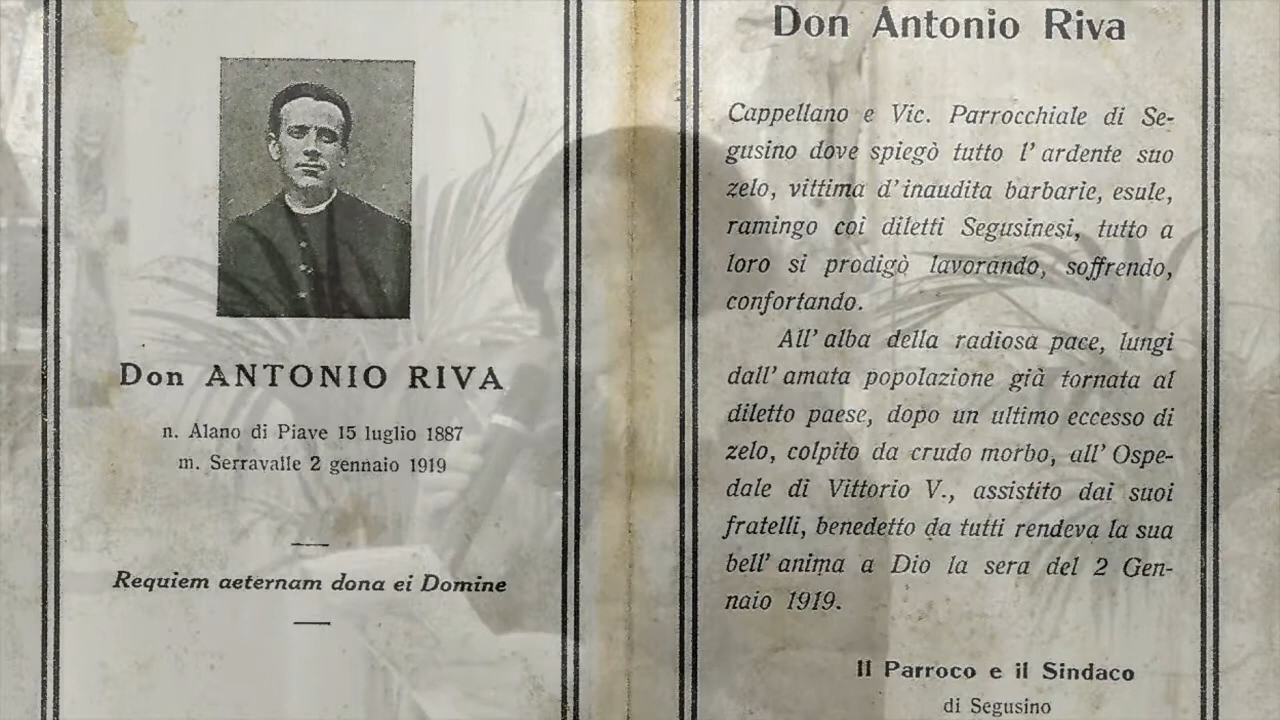 Don ANTONIO RIVA
n. Alano di Piave 15 luglio 1887
m. Serravalle 2 gennaio 1919
Requiem aeternam dona ei Domine
Don Antonio Riva
Cappellano e Vic. Parrocchiale di Se-
gusino dove spiegò tutto l' ardente suo
zelo, vittima d' inaudita barbarie, esule,
ramingo coi diletti Segusinesi, tutto a
loro si prodigò lavorando, soffrendo,
confortando.
All' alba della radiosa pace, lungi
dall' amata popolazione già tornata al
diletto paese, dopo un ultimo eccesso di
zelo, colpito da crudo morbo, all' Ospe-
dale di Vittorio V., assistito dai suoi
fratelli, benedetto da tutti rendeva la sua
bell' anima a Dio la sera del 2 Gen-
naio 1919.
Il Parroco e il Sindaco
di Segusino